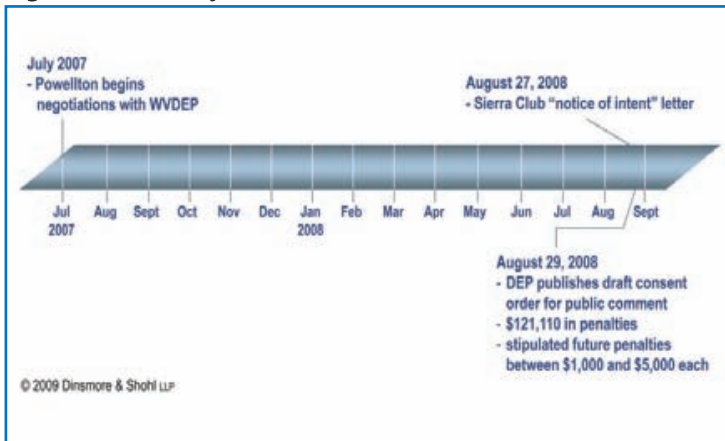 July 2007
- Powellton begins
negotiations with WVDEP
August 27, 2008
- Sierra Club "notice of intent" letter
Jul Aug Sept Oct Nov Dec Jan Feb Mar Apr May Jun Jul Aug Sept
2007 2008
August 29, 2008
- DEP publishes draft consent
order for public comment
- $121,110 in penalties
- stipulated future penalties
between $1,000 and $5,000 each
© 2009 Dinsmore & Shohl LLP